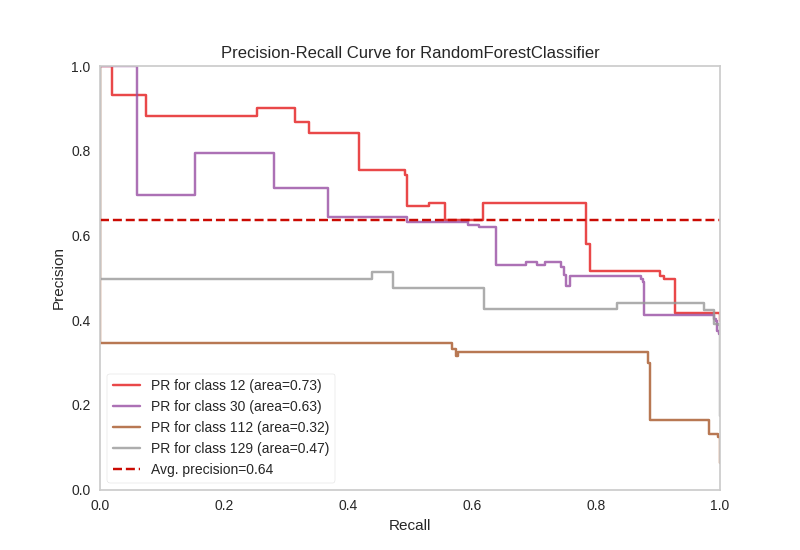 Precision-Recall Curve for RandomForestClassifier
1.0
0.8
0.6
0.4
0.2
0.0
Precision
PR for class 12 (area=0.73)
PR for class 30 (area=0.63)
PR for class 112 (area=0.32)
PR for class 129 (area=0.47)
Avg. precision=0.64
0.0 0.2 0.4 0.6 0.8 1.0
Recall